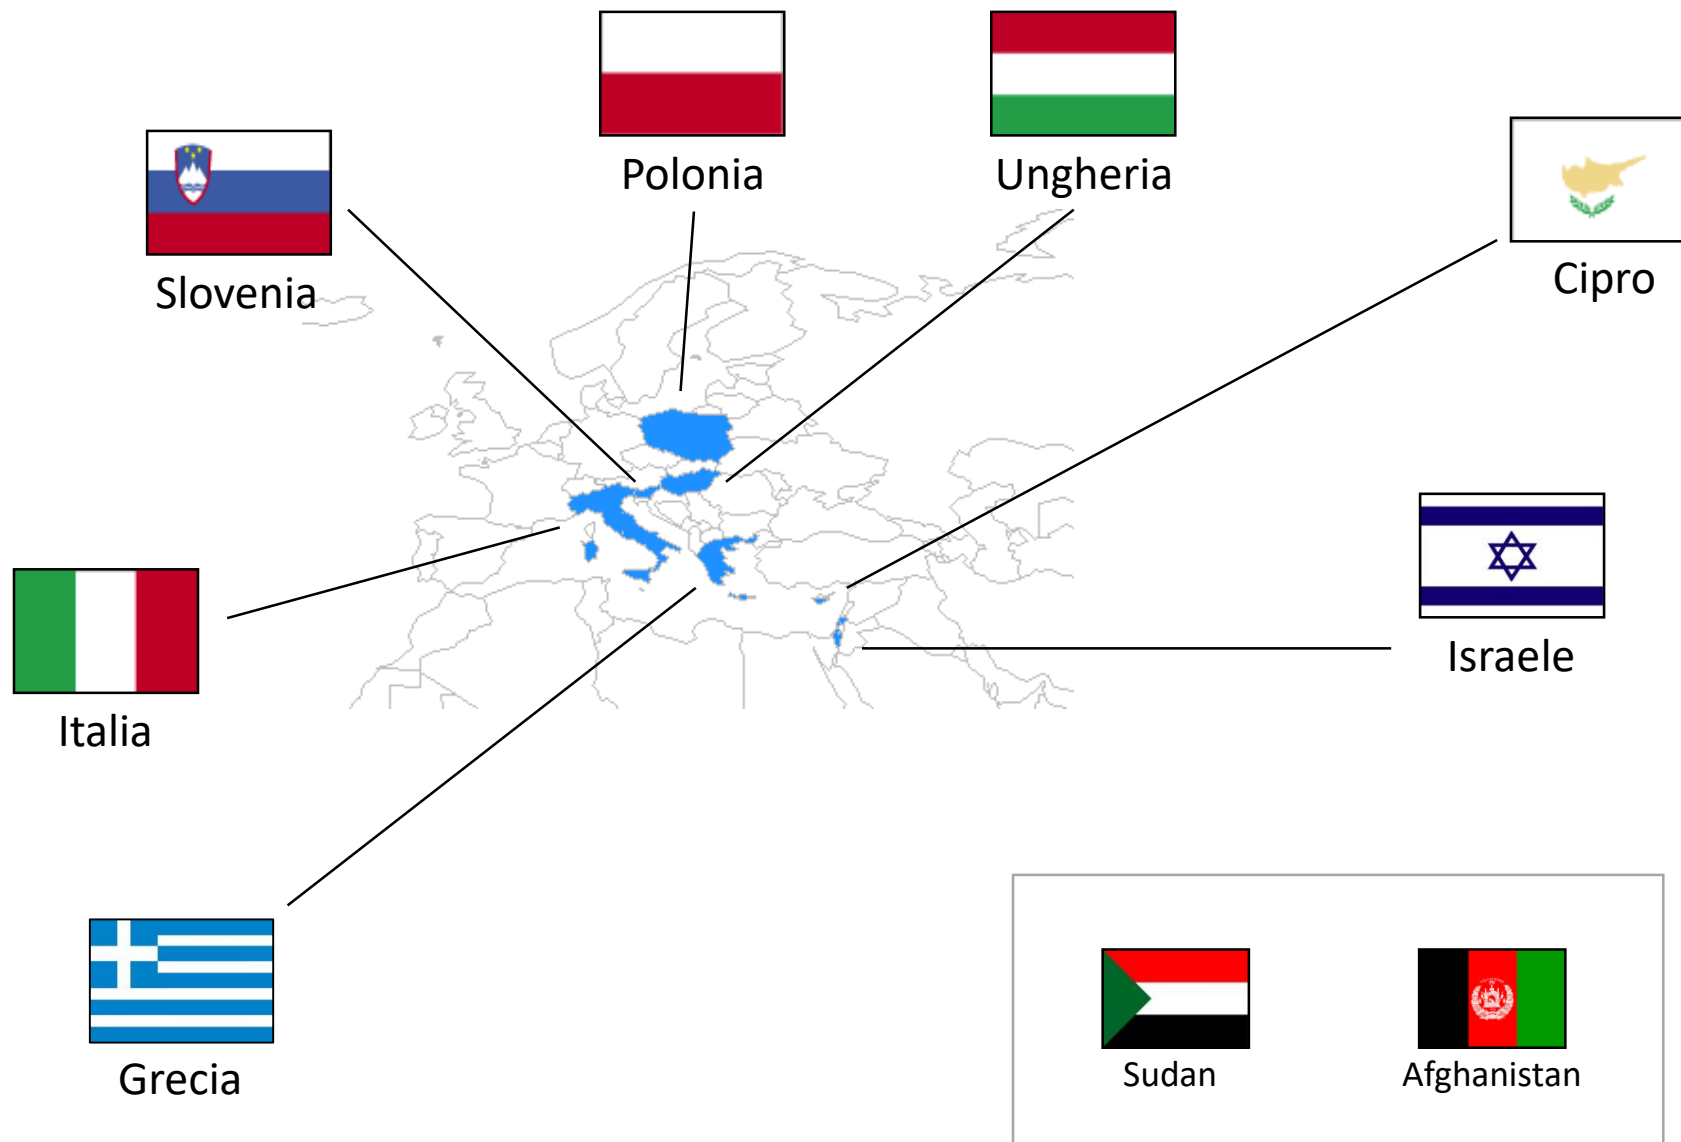 Polonia
Ungheria
Slovenia
Cipro
Israele
Italia
Grecia
Sudan
Afghanistan